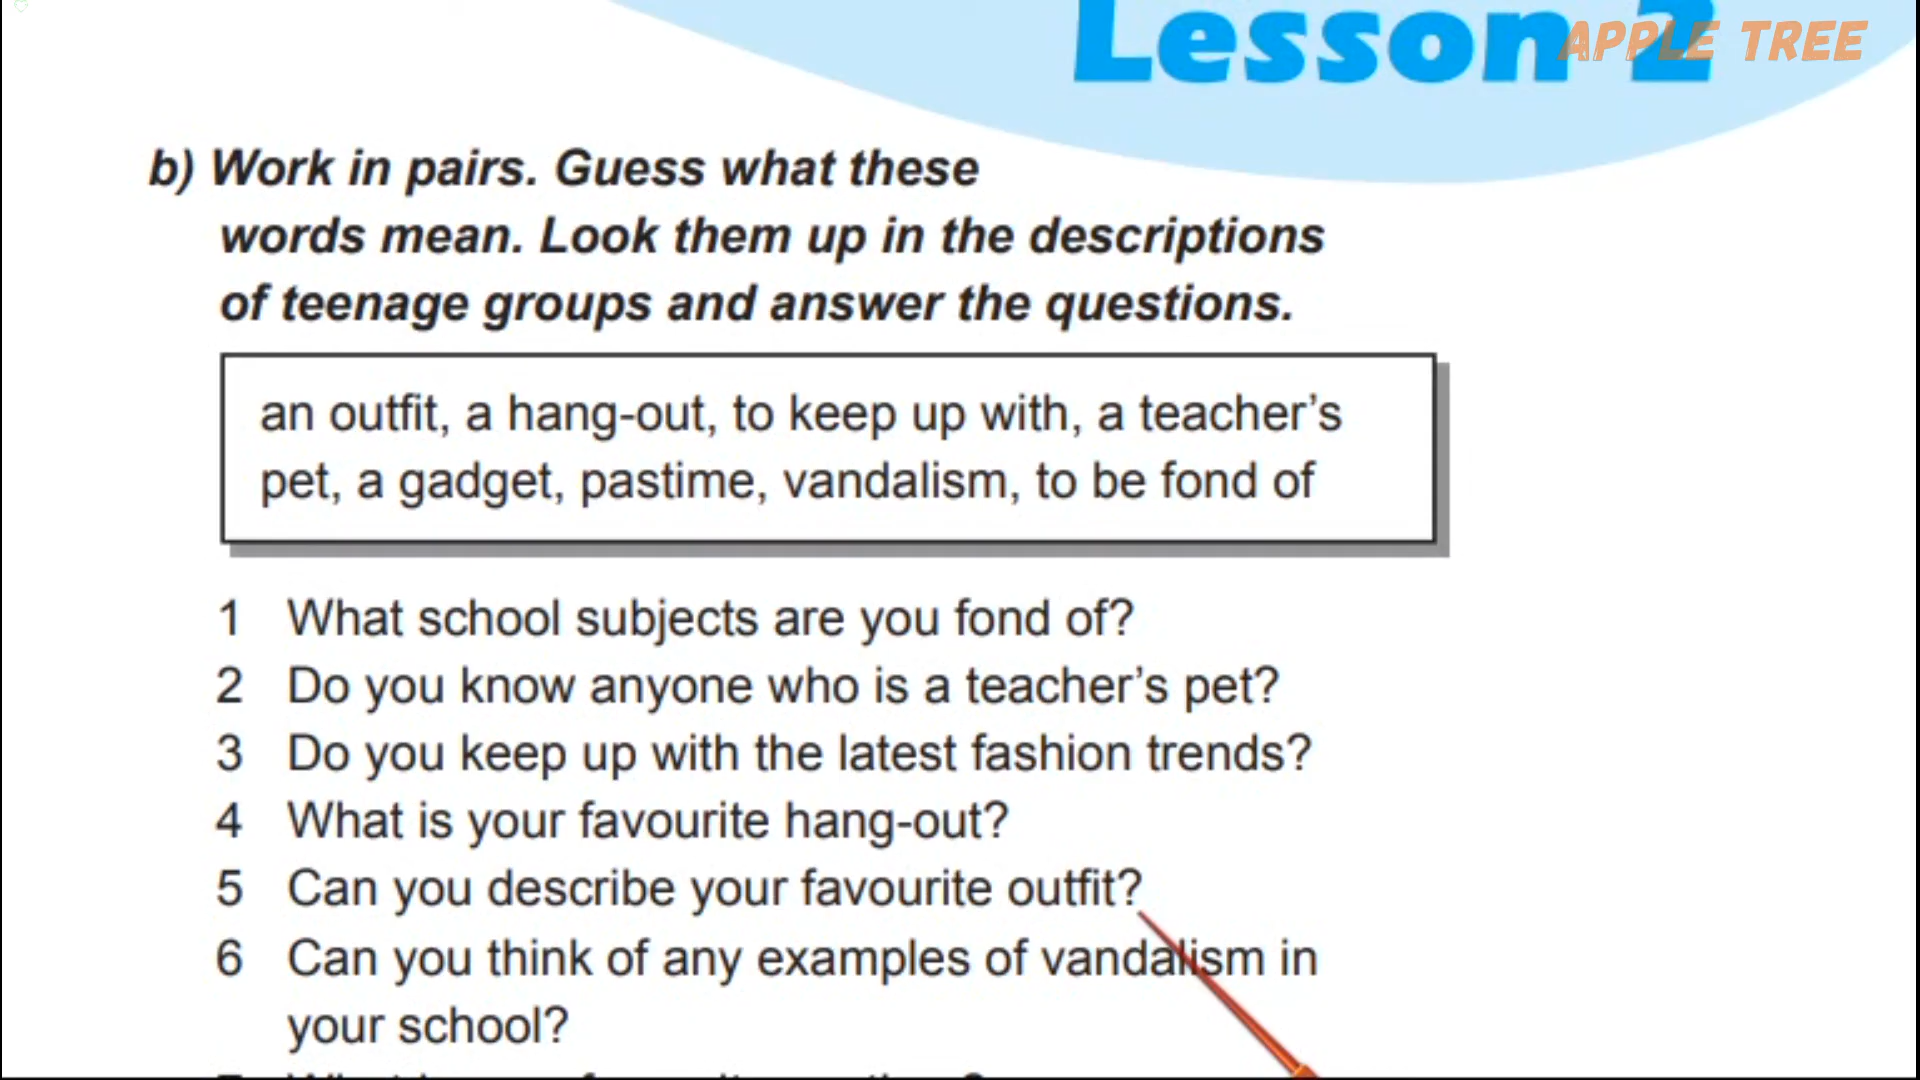 Lesson 2
APPLE TREE
b) Work in pairs. Guess what these
words mean. Look them up in the descriptions
of teenage groups and answer the questions.
an outfit, a hang-out, to keep up with, a teacher’s
pet, a gadget, pastime, vandalism, to be fond of
1 What school subjects are you fond of?
2 Do you know anyone who is a teacher’s pet?
3 Do you keep up with the latest fashion trends?
4 What is your favourite hang-out?
5 Can you describe your favourite outfit?
6 Can you think of any examples of vandalism in
your school?